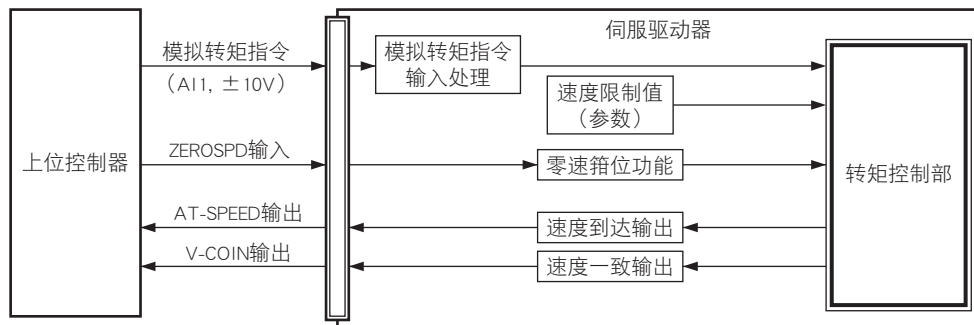 伺服驱动器
模拟转矩指令
(AI1, ±10V)
模拟转矩指令
输入处理
速度限制值
(参数)
上位控制器
ZEROSPD输入
零速箝位功能
转矩控制部
AT-SPEED输出
速度到达输出
V-COIN输出
速度一致输出